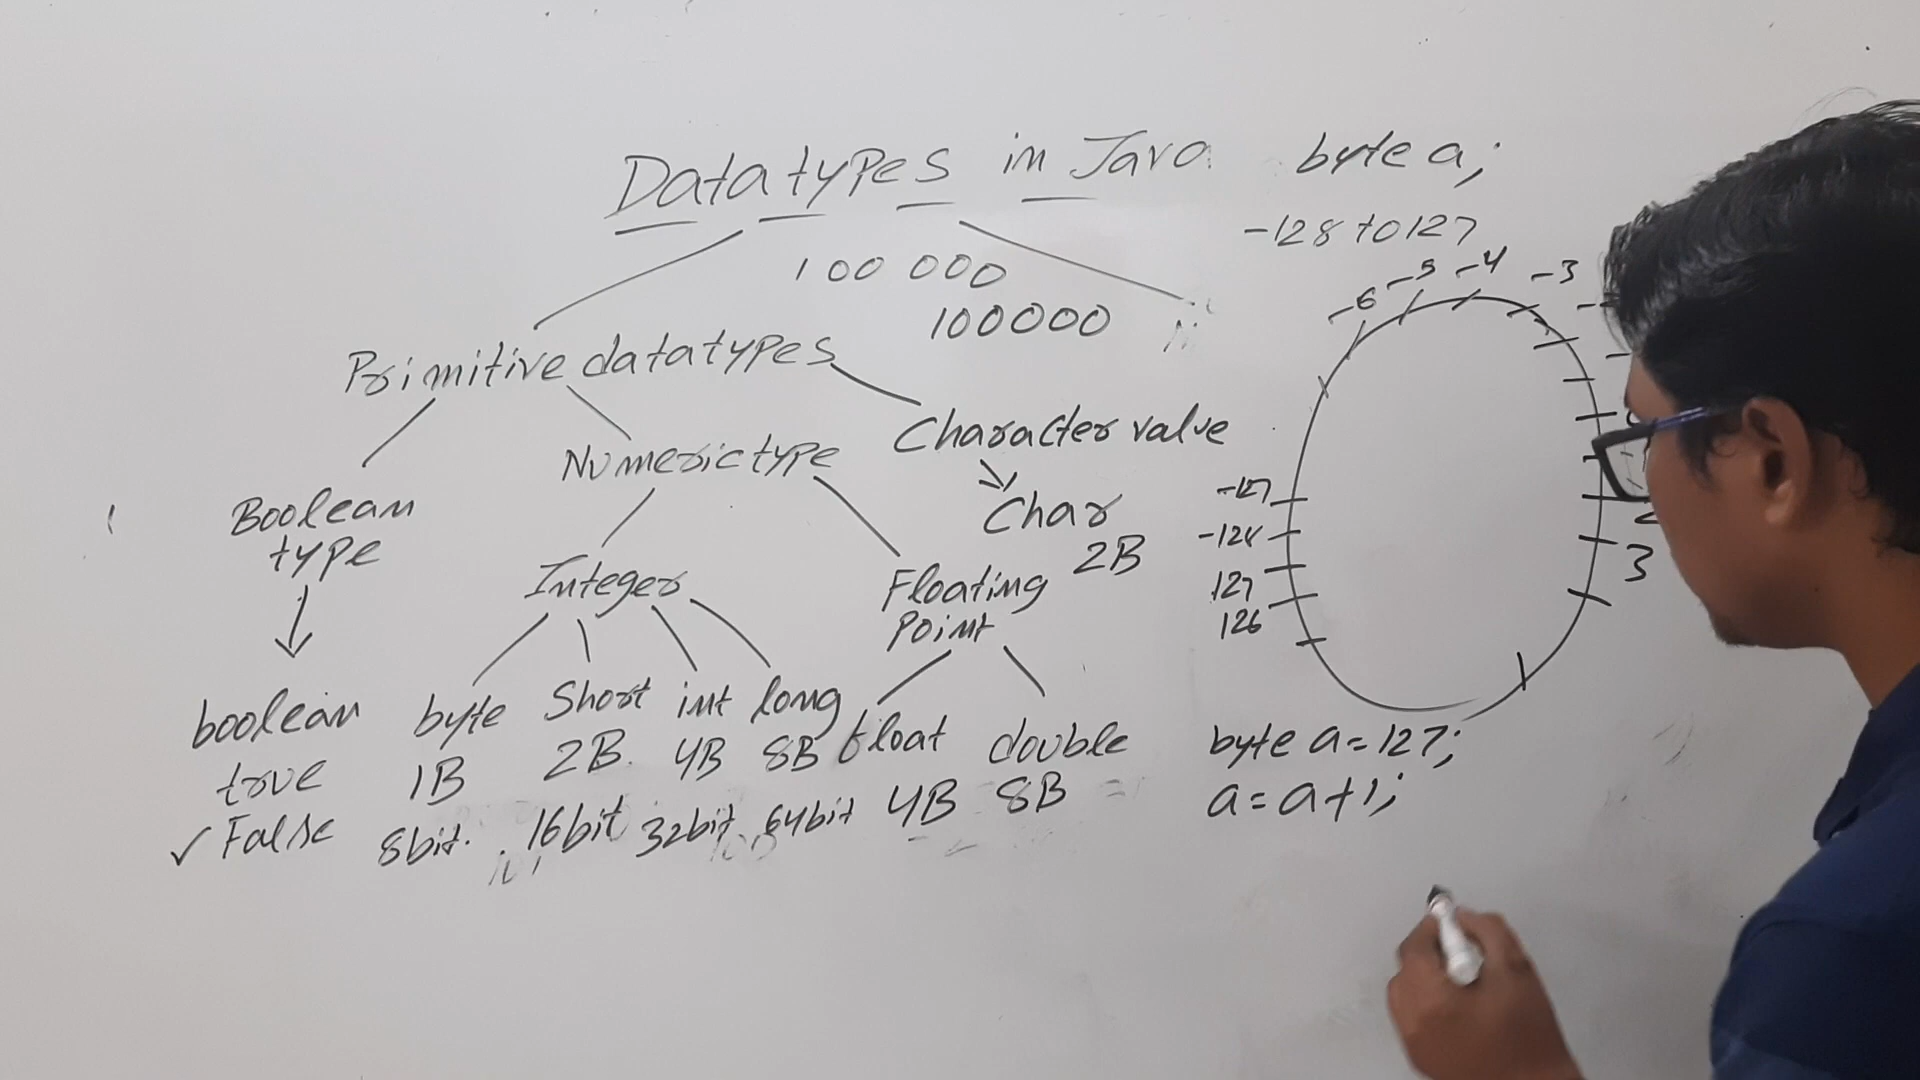 Datatypes in Java
byte a;
-128 to 127
100 000
100000
Primitive datatypes
Boolean
type
Numeric type
Character value
Char
2B
Integer
Floating
Point
boolean byte Short int long float double
true 1B 2B. 4B 8B 4B 8B
✓ False 8bit. 16bit 32bit 64bit
-6 -5 -4 -3
-127
-128
127
126
3
byte a=127;
a=a+1;